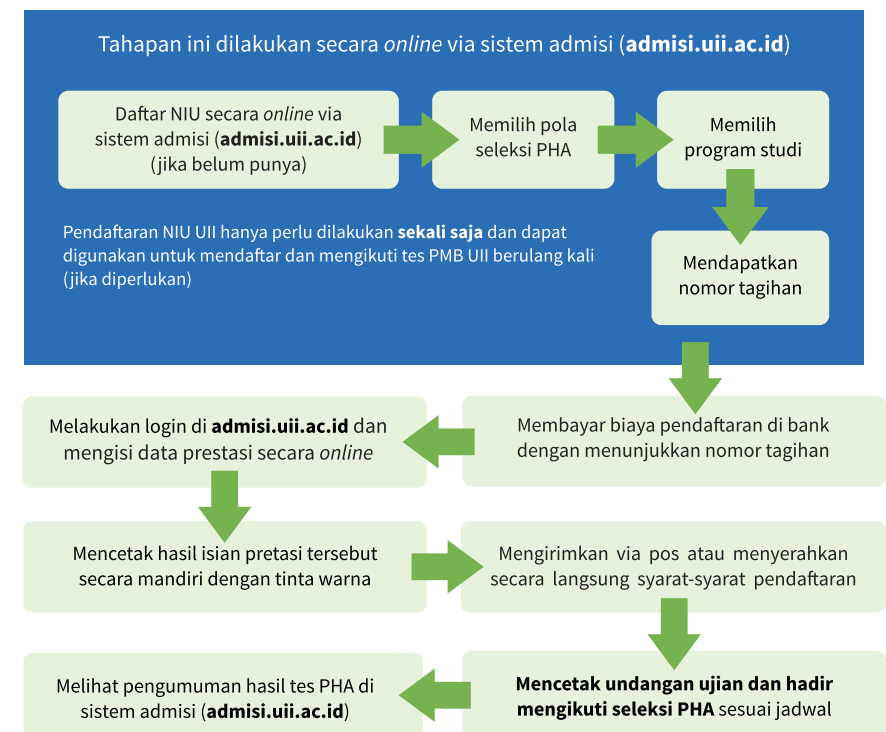 Tahapan ini dilakukan secara online via sistem admisi (admisi.uii.ac.id)
Daftar NIU secara online via
sistem admisi (admisi.uii.ac.id)
(jika belum punya)
Memilih pola
seleksi PHA
Memilih
program studi
Pendaftaran NIU UII hanya perlu dilakukan sekali saja dan dapat
digunakan untuk mendaftar dan mengikuti tes PMB UII berulang kali
(jika diperlukan)
Mendapatkan
nomor tagihan
Membayar biaya pendaftaran di bank
dengan menunjukkan nomor tagihan
Melakukan login di admisi.uii.ac.id dan
mengisi data prestasi secara online
Mencetak hasil isian pretasi tersebut
secara mandiri dengan tinta warna
Mengirimkan via pos atau menyerahkan
secara langsung syarat-syarat pendaftaran
Mencetak undangan ujian dan hadir
mengikuti seleksi PHA sesuai jadwal
Melihat pengumuman hasil tes PHA di
sistem admisi (admisi.uii.ac.id)